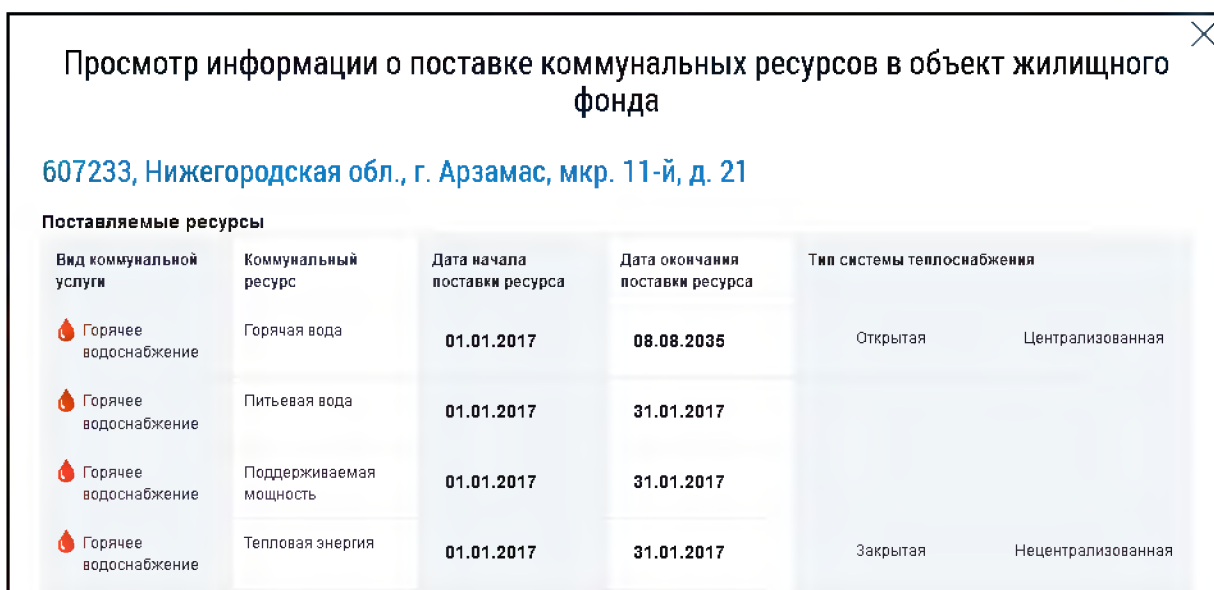 Просмотр информации о поставке коммунальных ресурсов в объект жилищного
фонда
607233, Нижегородская обл., г. Арзамас, мкр. 11-й, д. 21
Поставляемые ресурсы
Вид коммунальной
услуги
Коммунальный
ресурс
Дата начала
поставки ресурса
Дата окончания
поставки ресурса
Тип системы теплоснабжения
Горячее
водоснабжение
Горячая вода
01.01.2017
08.08.2035
Открытая
Централизованная
Горячее
водоснабжение
Питьевая вода
01.01.2017
31.01.2017
Горячее
водоснабжение
Поддерживаемая
мощность
01.01.2017
31.01.2017
Горячее
водоснабжение
Тепловая энергия
01.01.2017
31.01.2017
Закрытая
Нецентрализованная